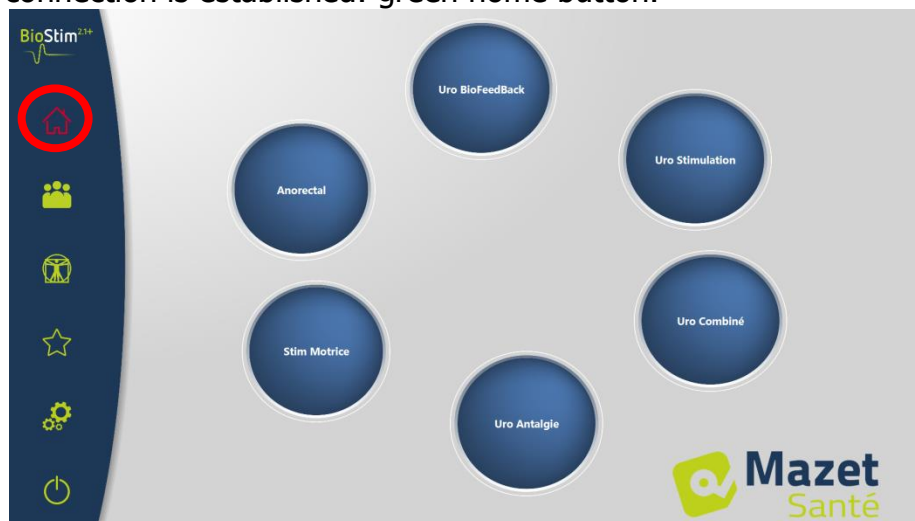 connection is established: green home button.
BioStim2.1+
Uro BioFeedBack
Uro Stimulation
Anorectal
Uro Combiné
Stim Motrice
Uro Antalgie
Mazet
Santé